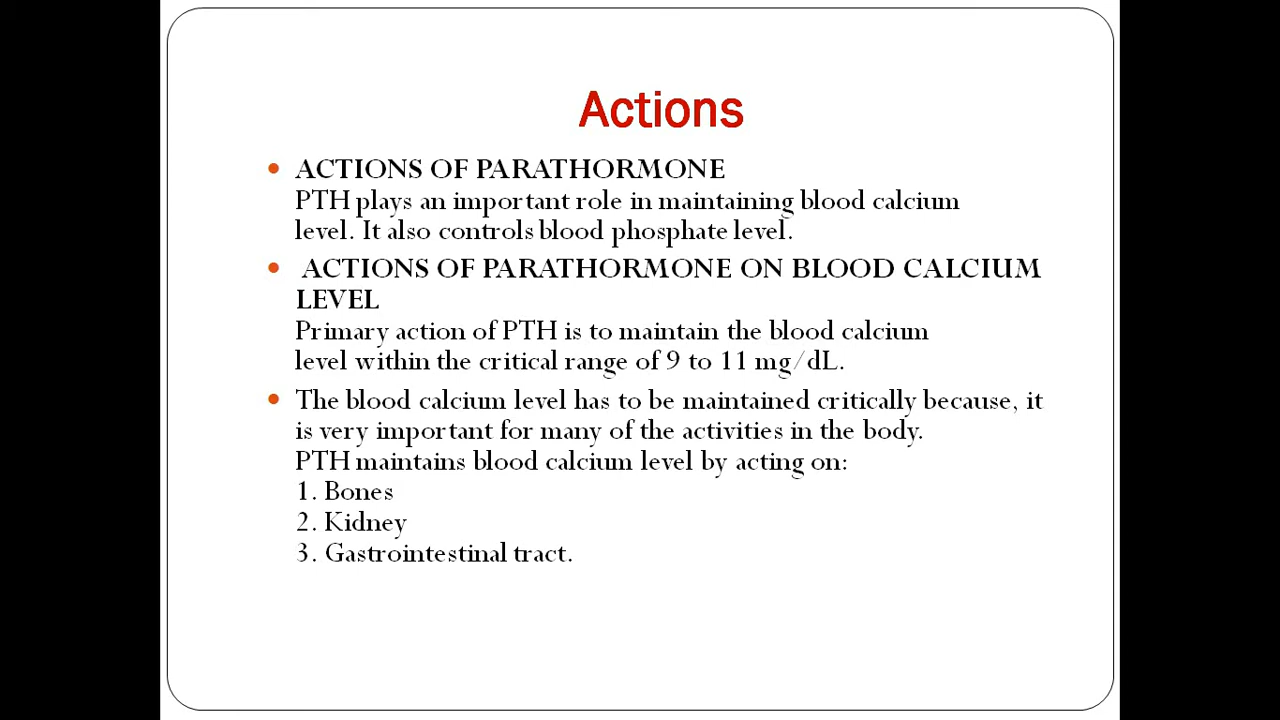 Actions
• ACTIONS OF PARATHORMONE
PTH plays an important role in maintaining blood calcium
level. It also controls blood phosphate level.
• ACTIONS OF PARATHORMONE ON BLOOD CALCIUM
LEVEL
Primary action of PTH is to maintain the blood calcium
level within the critical range of 9 to 11 mg/dL.
• The blood calcium level has to be maintained critically because, it
is very important for many of the activities in the body.
PTH maintains blood calcium level by acting on:
1. Bones
2. Kidney
3. Gastrointestinal tract.